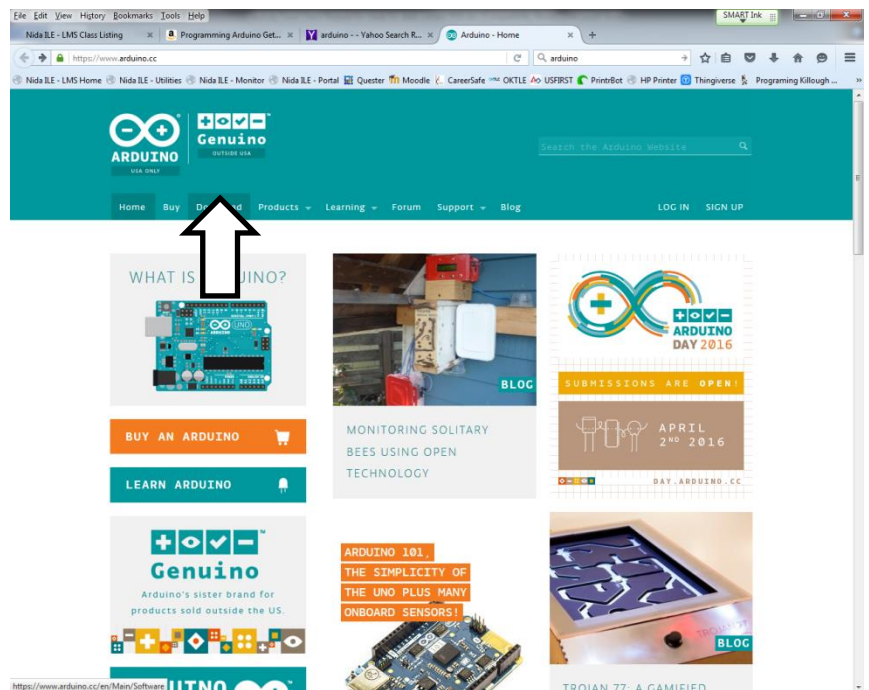 File Edit View History Bookmarks Tools Help
SMART Ink
Nida ILE - LMS Class Listing
Programming Arduino Get...
arduino - - Yahoo Search R...
Arduino - Home
https://www.arduino.cc
arduino
Nida ILE - LMS Home Nida ILE - Utilities Nida ILE - Monitor Nida ILE - Portal Quester Moodle CareerSafe OKTLE USFIRST PrintrBot HP Printer Thingiverse Programing Killough ...
ARDUINO
USA ONLY
Genuino
OUTSIDE USA
Search the Arduino Website
Home Buy Products Learning Forum Support Blog LOG IN SIGN UP
WHAT IS INO?
UNO
BUY AN ARDUINO
LEARN ARDUINO
Genuino
Arduino's sister brand for
products sold outside the US.
BLOG
MONITORING SOLITARY
BEES USING OPEN
TECHNOLOGY
ARDUINO 101,
THE SIMPLICITY OF
THE UNO PLUS MANY
ONBOARD SENSORS!
ARDUINO
DAY 2016
SUBMISSIONS ARE OPEN!
APRIL
2ND 2016
DAY.ARDUINO.CC
BLOG
TROJAN 77: A GAMIFIED
https://www.arduino.cc/en/Main/Software